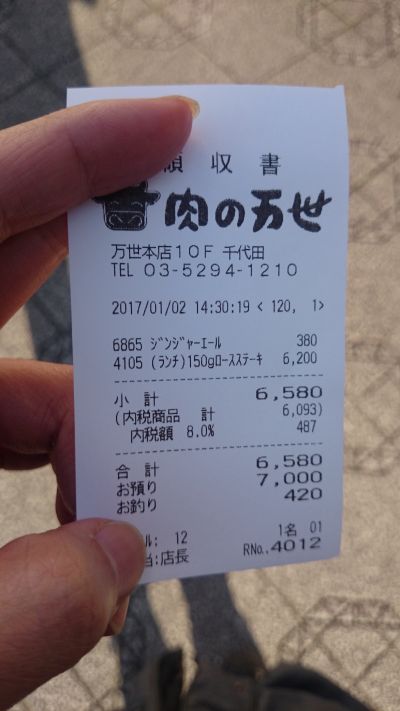 領収書
肉の万世
万世本店10F 千代田
TEL 03-5294-1210
2017/01/02 14:30:19 < 120, 1>
6865 ｼﾞﾝｼﾞｬｰｴｰﾙ 380
4105 (ﾗﾝﾁ)150gﾛｰｽｽﾃｰｷ 6,200
小 計 6,580
(内税商品 計 6,093)
内税額 8.0% 487
合 計 6,580
お預り 7,000
お釣り 420
ル: 12 1名 01
当:店長 RNo..4012